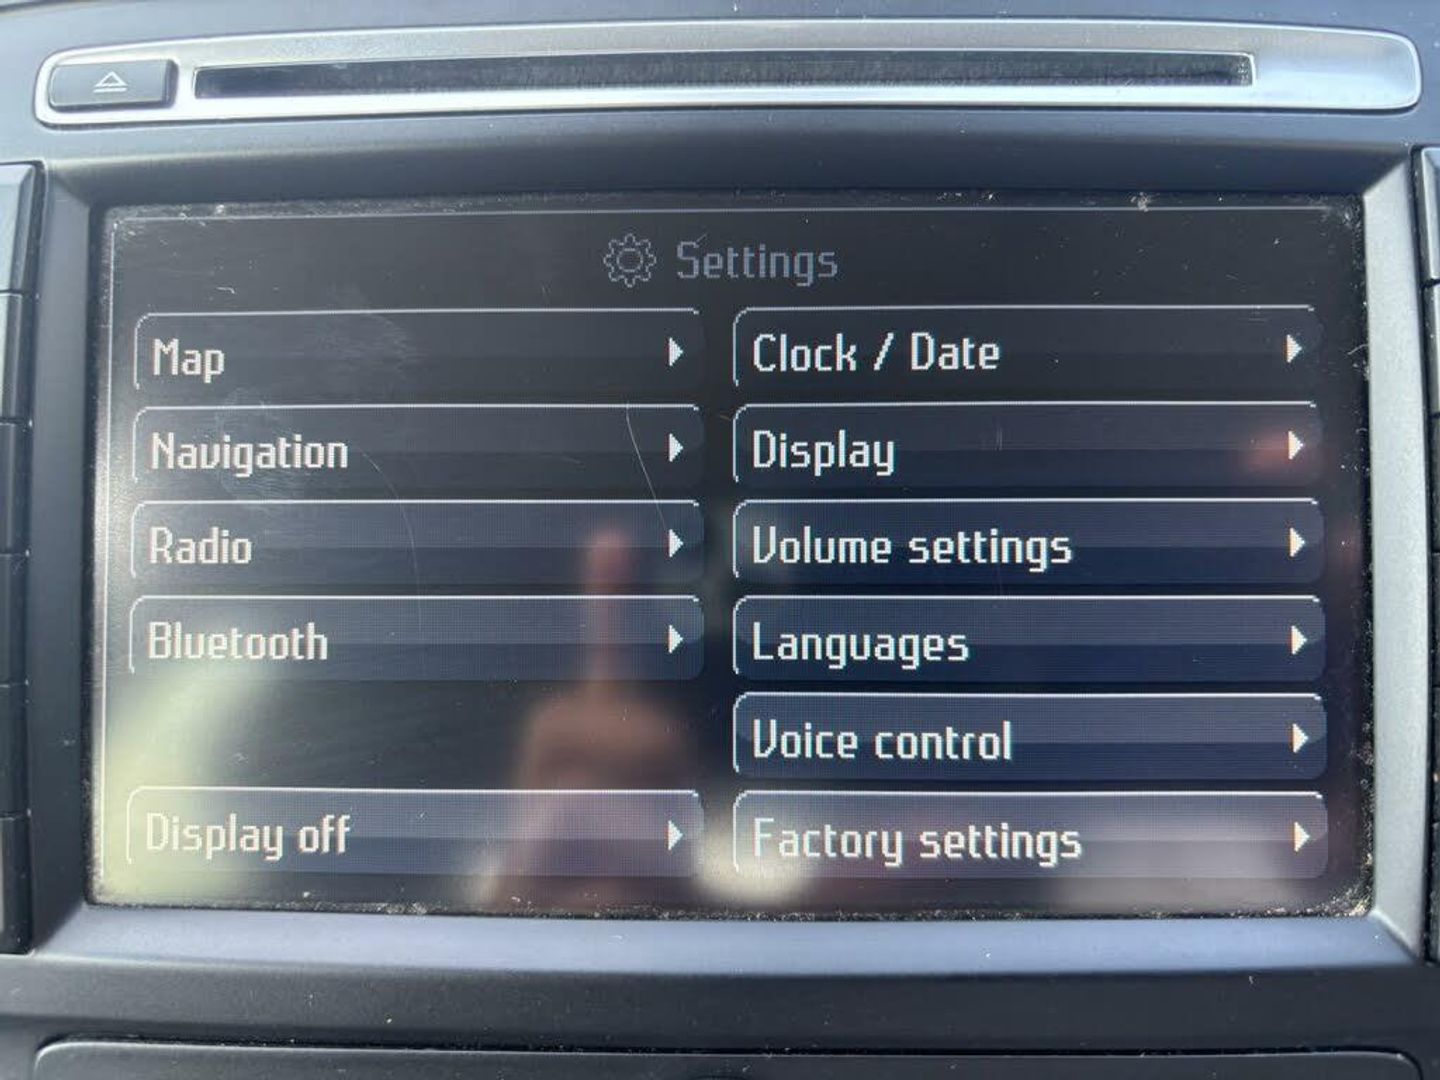 Settings
Map
Clock / Date
Navigation
Display
Radio
Volume settings
Bluetooth
Languages
Voice control
Display off
Factory settings